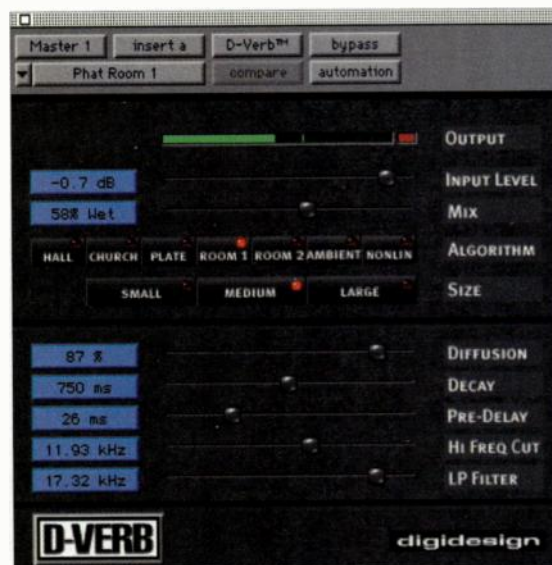 Master 1 insert a D-Verb™ bypass
Phat Room 1 compare automation
OUTPUT
-0.7 dB INPUT LEVEL
58% Wet MIX
HALL CHURCH PLATE ROOM 1 ROOM 2 AMBIENT NONLIN ALGORITHM
SMALL MEDIUM LARGE SIZE
87 % DIFFUSION
750 ms DECAY
26 ms PRE-DELAY
11.93 kHz HI FREQ CUT
17.32 kHz LP FILTER
D-VERB digidesign